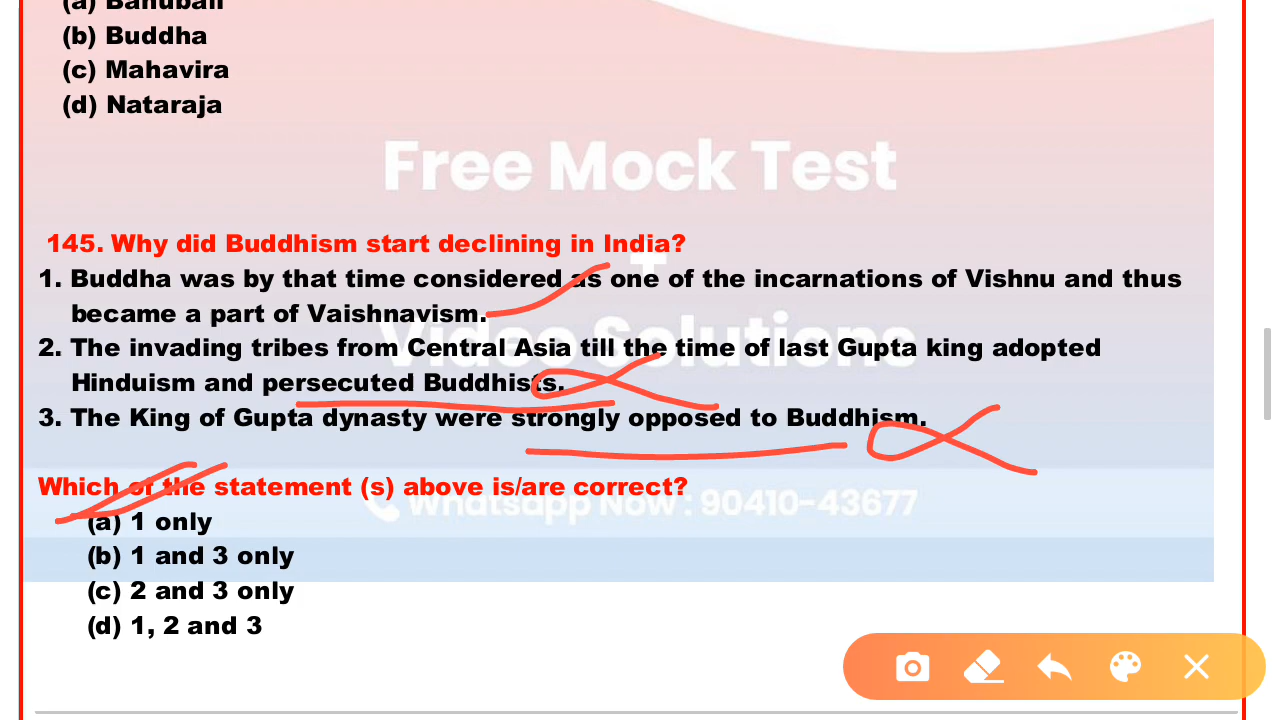 (a) Bahubali
(b) Buddha
(c) Mahavira
(d) Nataraja
Free Mock Test
+
Video Solutions
Whatsapp Now : 90410-43677
145. Why did Buddhism start declining in India?
1. Buddha was by that time considered as one of the incarnations of Vishnu and thus
became a part of Vaishnavism.
2. The invading tribes from Central Asia till the time of last Gupta king adopted
Hinduism and persecuted Buddhists.
3. The King of Gupta dynasty were strongly opposed to Buddhism.
Which of the statement (s) above is/are correct?
(a) 1 only
(b) 1 and 3 only
(c) 2 and 3 only
(d) 1, 2 and 3